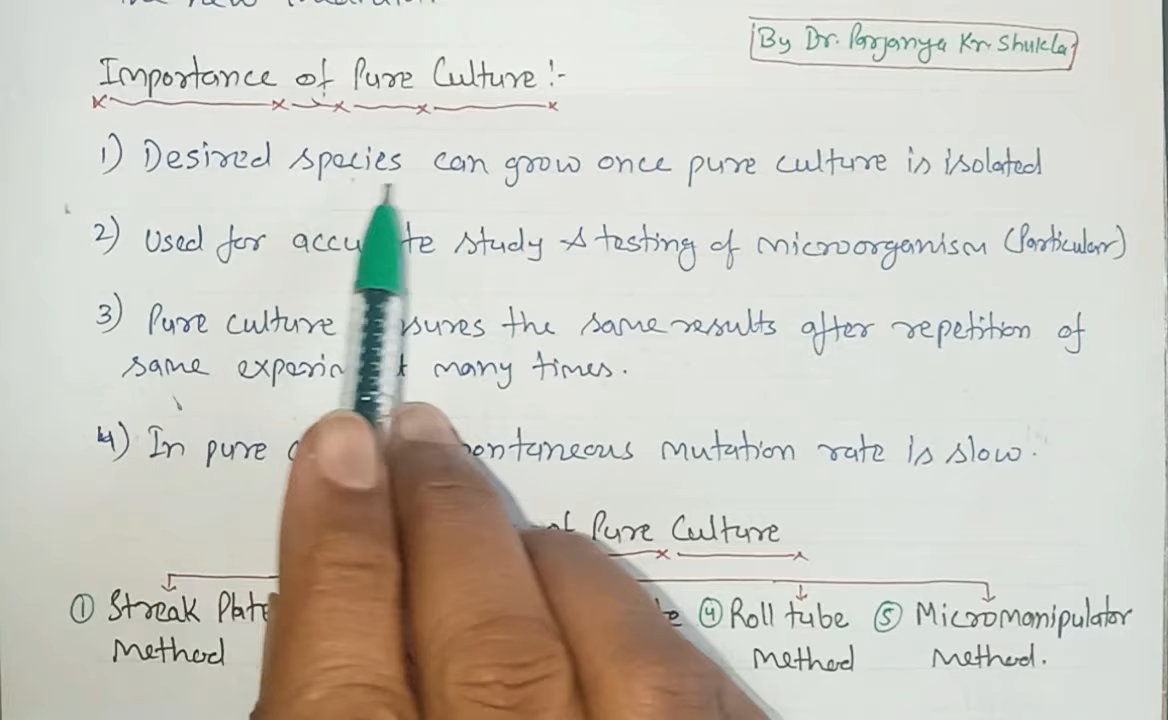 By Dr. Parjanya Kr. Shukla
Importance of Pure Culture :-
1) Desired species can grow once pure culture is isolated
2) Used for accu te study & testing of microorganism (Particular)
3) Pure culture sures the same results after repetition of
same experim t many times.
4) In pure ontaneous mutation rate is slow.
of Pure Culture
① Streak Plate
Method
④ Roll tube
Method
⑤ Micromanipulator
Method.